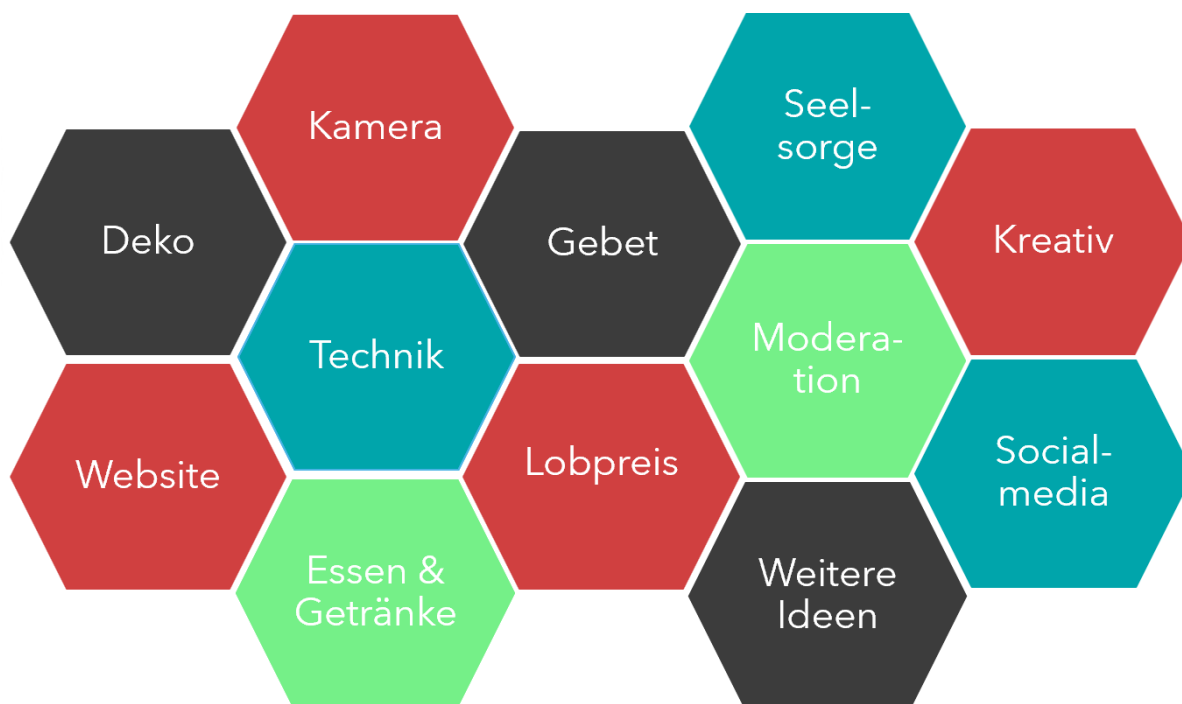 Kamera
Seel-
sorge
Deko
Gebet
Kreativ
Technik
Modera-
tion
Website
Lobpreis
Social-
media
Essen &
Getränke
Weitere
Ideen